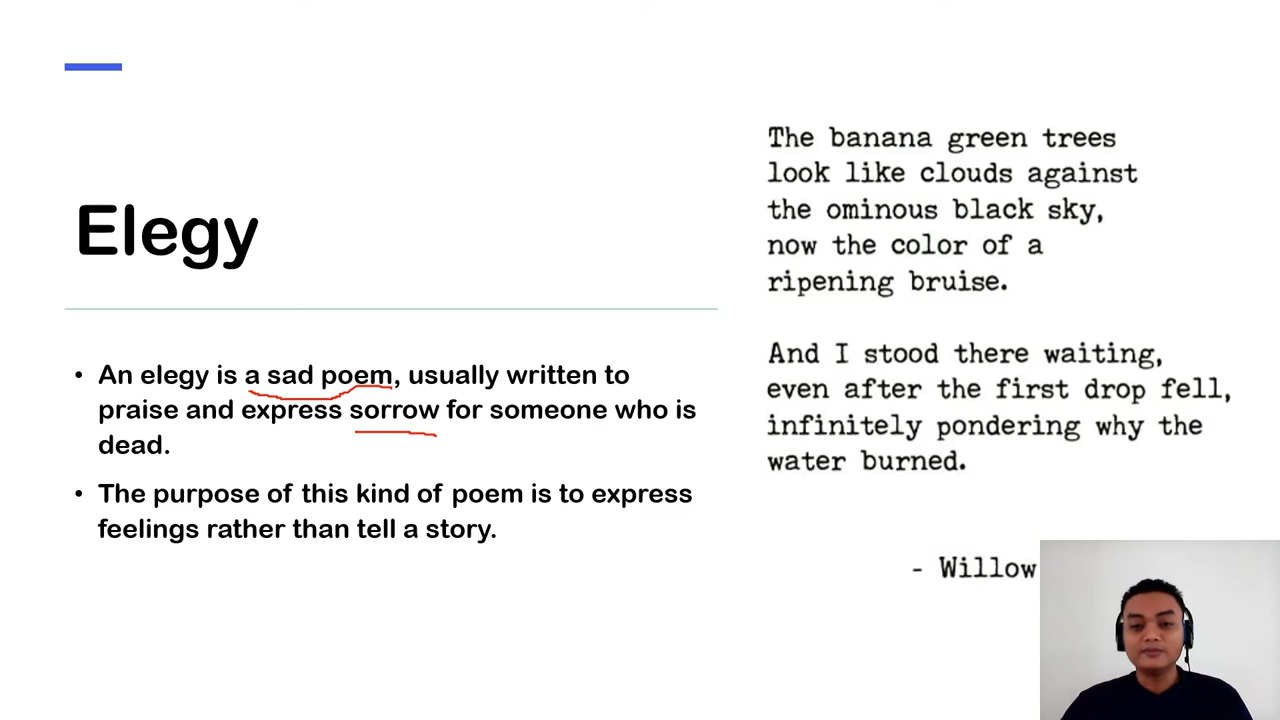 Elegy
• An elegy is a sad poem, usually written to
praise and express sorrow for someone who is
dead.
• The purpose of this kind of poem is to express
feelings rather than tell a story.
The banana green trees
look like clouds against
the ominous black sky,
now the color of a
ripening bruise.
And I stood there waiting,
even after the first drop fell,
infinitely pondering why the
water burned.
- Willow